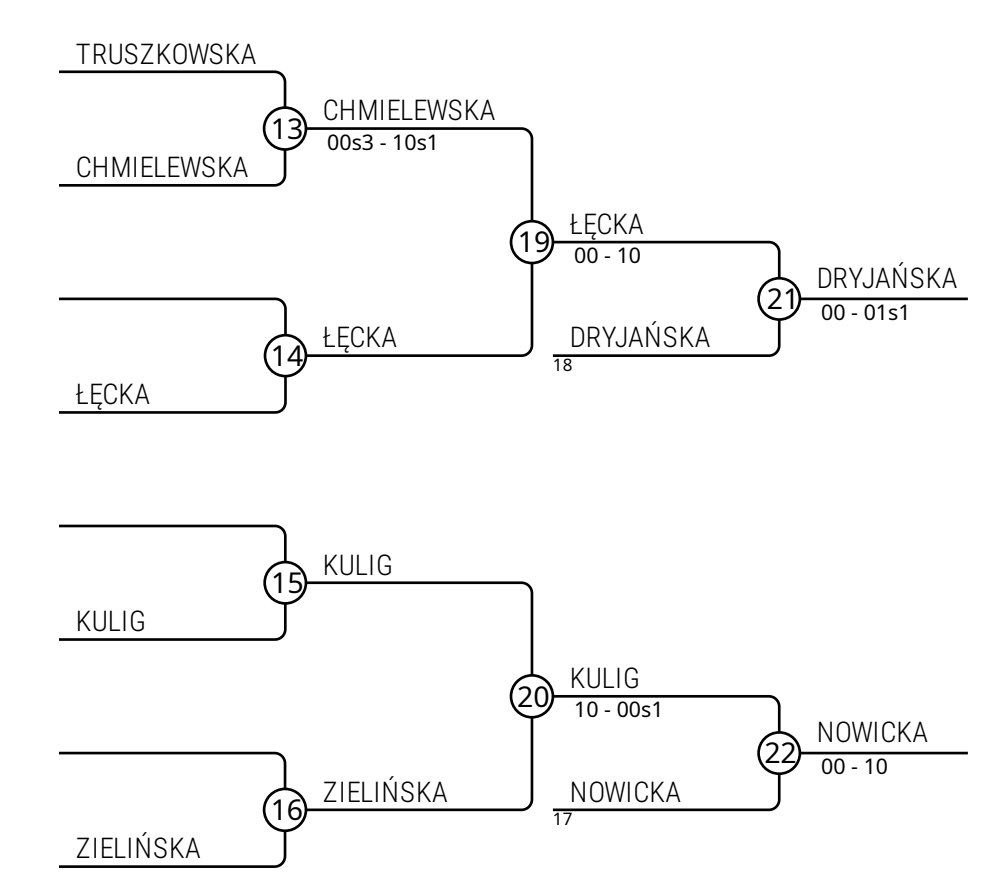 TRUSZKOWSKA
13
CHMIELEWSKA
00s3 - 10s1
CHMIELEWSKA
19
ŁĘCKA
00 - 10
21
DRYJAŃSKA
00 - 01s1
14
ŁĘCKA
DRYJAŃSKA
18
ŁĘCKA
15
KULIG
KULIG
20
KULIG
10 - 00s1
22
NOWICKA
00 - 10
16
ZIELIŃSKA
NOWICKA
17
ZIELIŃSKA